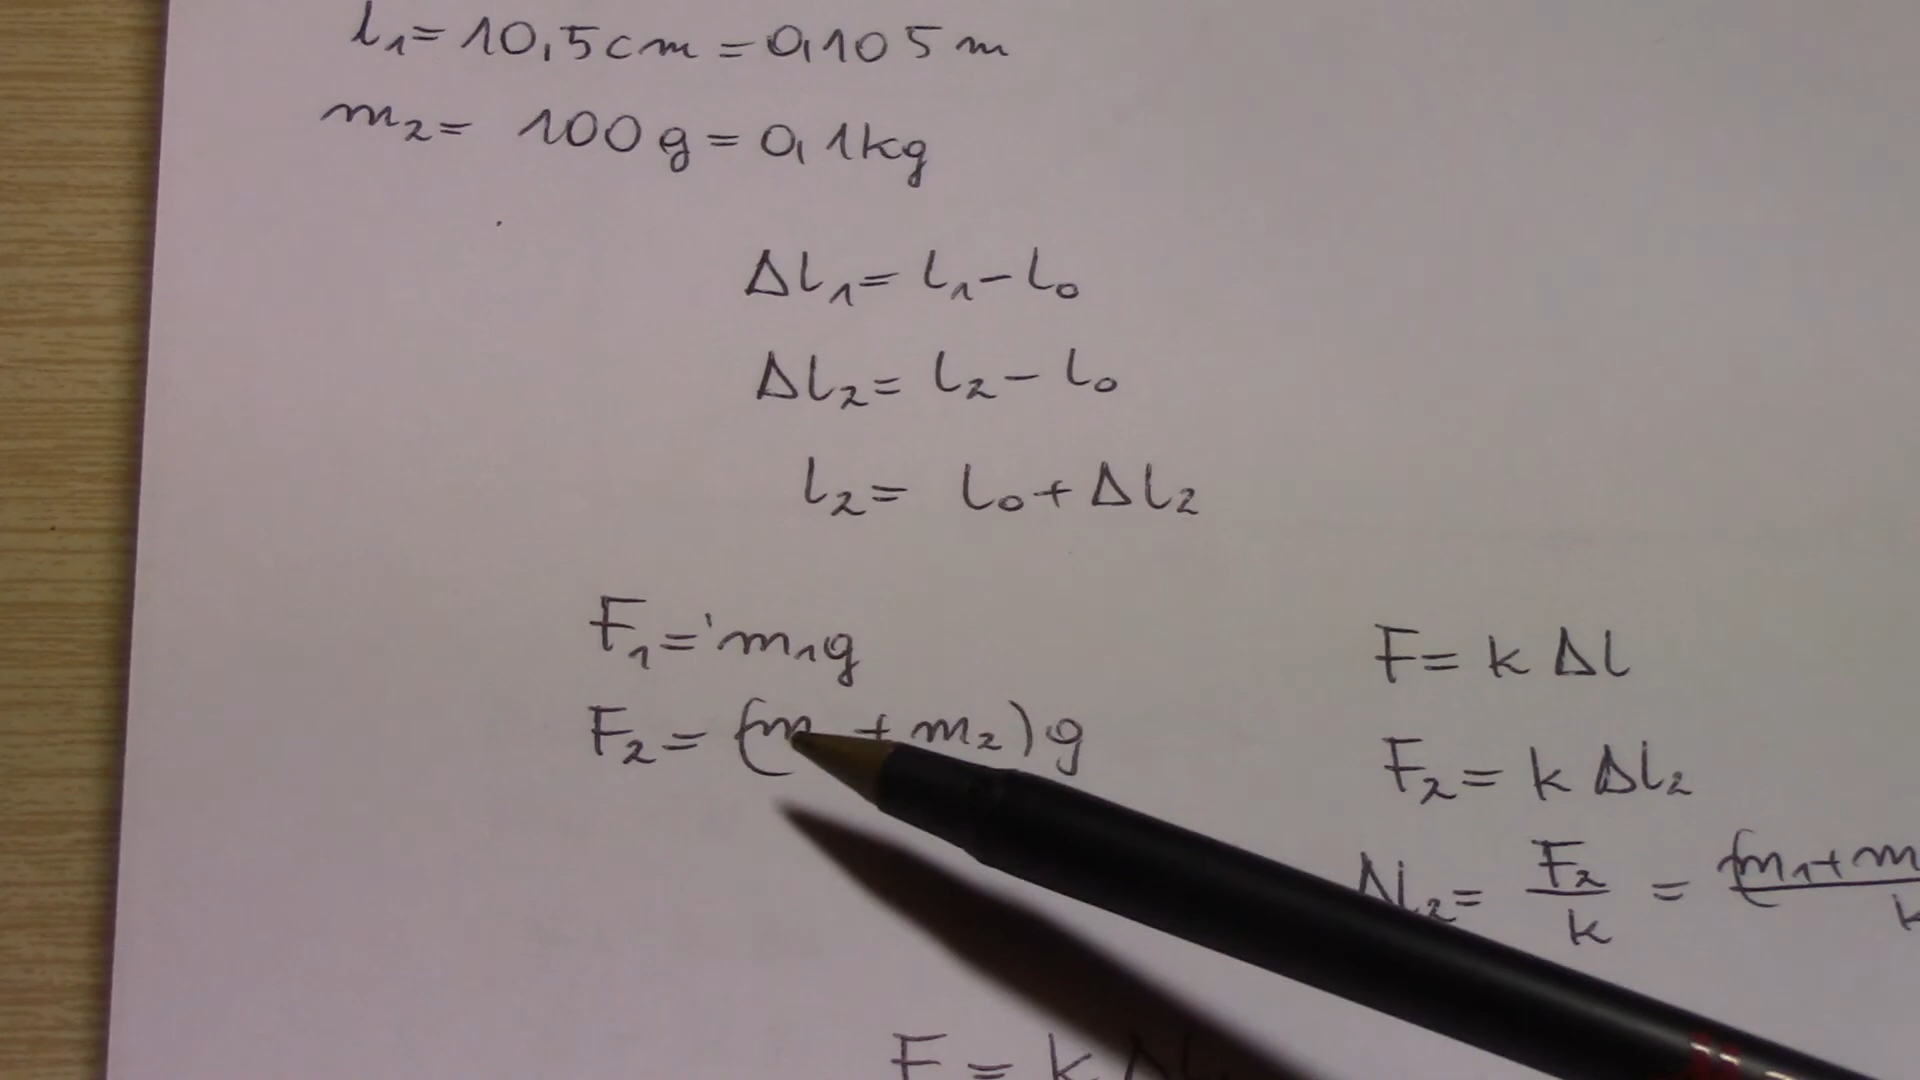 l₁ = 10,5 cm = 0,105 m
m₂ = 100 g = 0,1 kg
Δl₁ = l₁ - l₀
Δl₂ = l₂ - l₀
l₂ = l₀ + Δl₂
F₁ = m₁g
F₂ = (m + m₂)g
F = k Δl
F₂ = k Δl₂
Δl₂ = F₂/k = (m₁ + m
F = k Δl